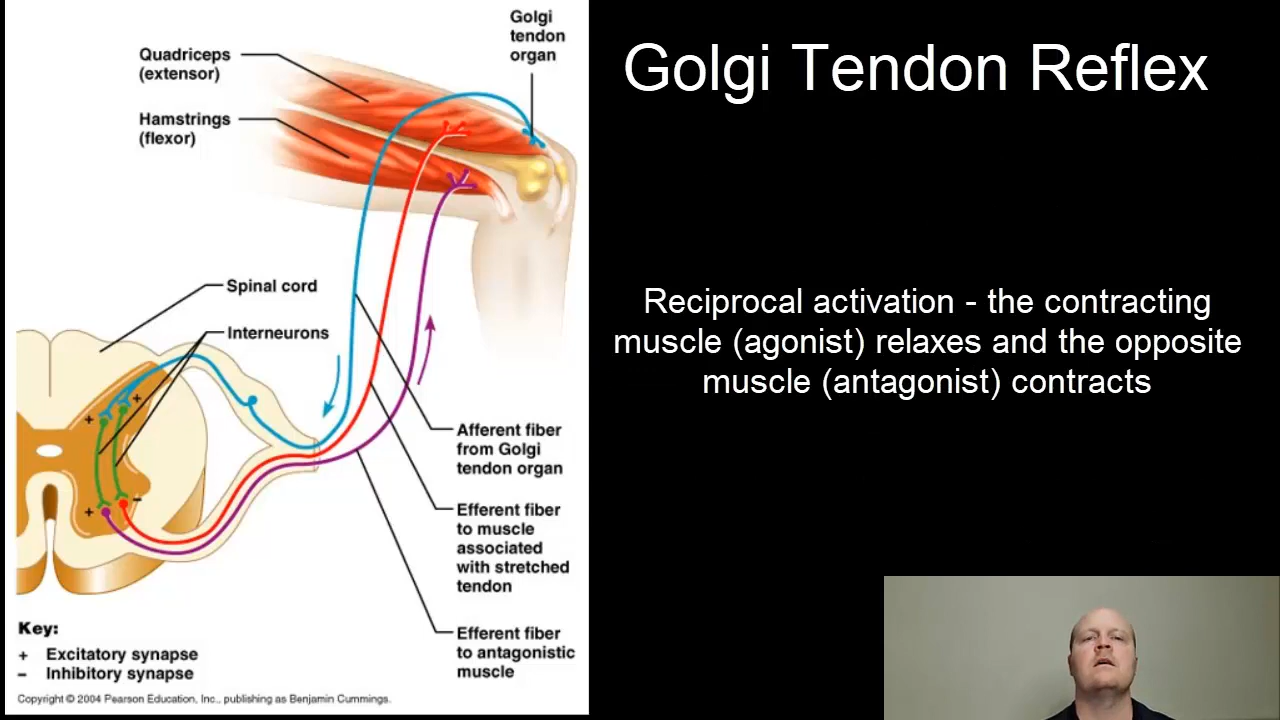 Golgi
tendon
organ
Quadriceps
(extensor)
Hamstrings
(flexor)
Spinal cord
Interneurons
+
+
+
–
Afferent fiber
from Golgi
tendon organ
Efferent fiber
to muscle
associated
with stretched
tendon
Efferent fiber
to antagonistic
muscle
Key:
+ Excitatory synapse
– Inhibitory synapse
Copyright © 2004 Pearson Education, Inc., publishing as Benjamin Cummings.
Golgi Tendon Reflex
Reciprocal activation - the contracting
muscle (agonist) relaxes and the opposite
muscle (antagonist) contracts